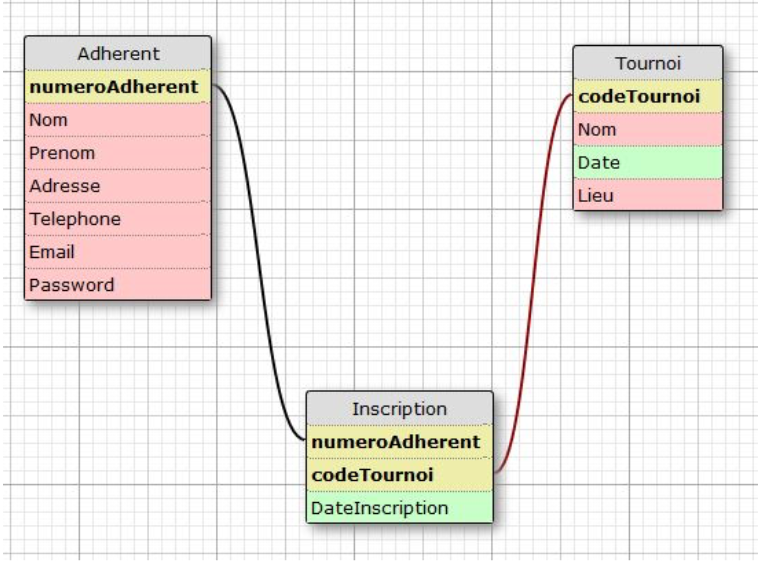 Adherent
numeroAdherent
Nom
Prenom
Adresse
Telephone
Email
Password
Tournoi
codeTournoi
Nom
Date
Lieu
Inscription
numeroAdherent
codeTournoi
DateInscription